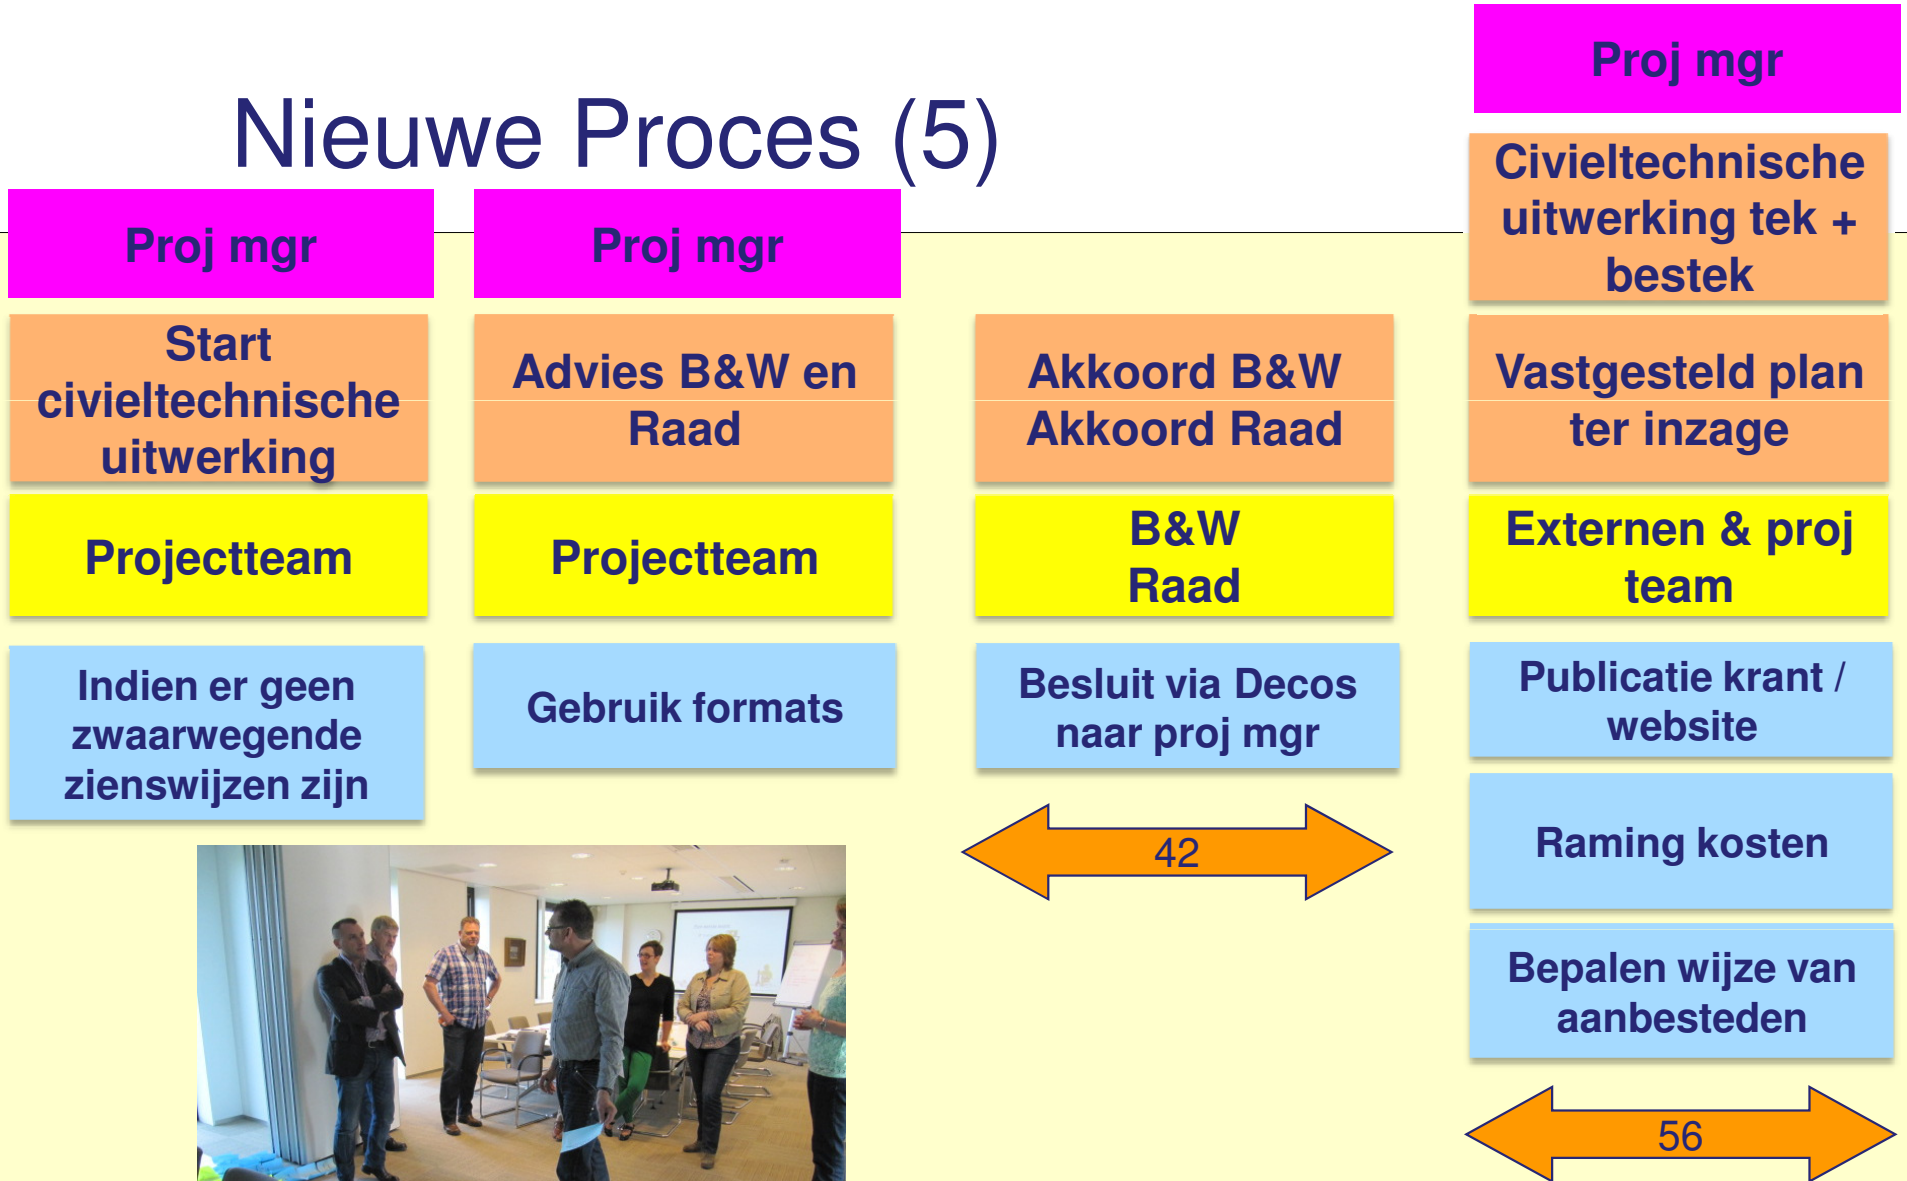 Nieuwe Proces (5)
Proj mgr
Start
civieltechnische
uitwerking
Projectteam
Indien er geen
zwaarwegende
zienswijzen zijn
Proj mgr
Advies B&W en
Raad
Projectteam
Gebruik formats
Akkoord B&W
Akkoord Raad
B&W
Raad
Besluit via Decos
naar proj mgr
42
Proj mgr
Civieltechnische
uitwerking tek +
bestek
Vastgesteld plan
ter inzage
Externen & proj
team
Publicatie krant /
website
Raming kosten
Bepalen wijze van
aanbesteden
56